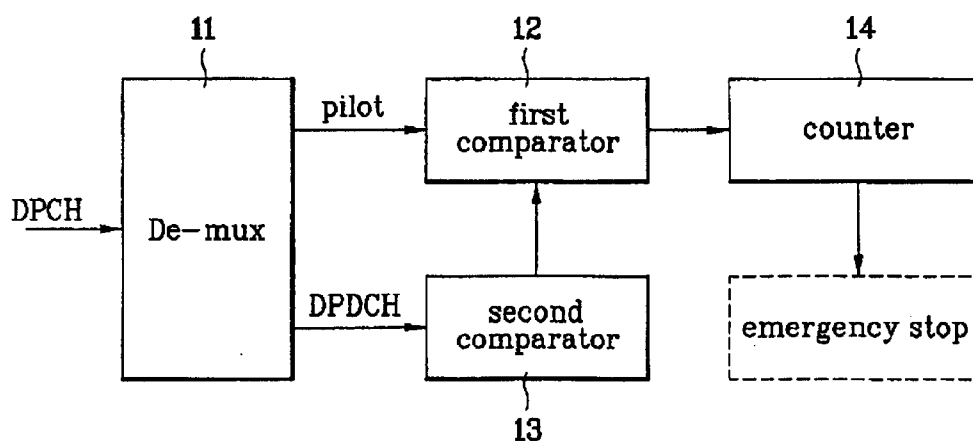 11
12
14
pilot
first
comparator
counter
DPCH
De-mux
DPDCH
second
comparator
emergency stop
13